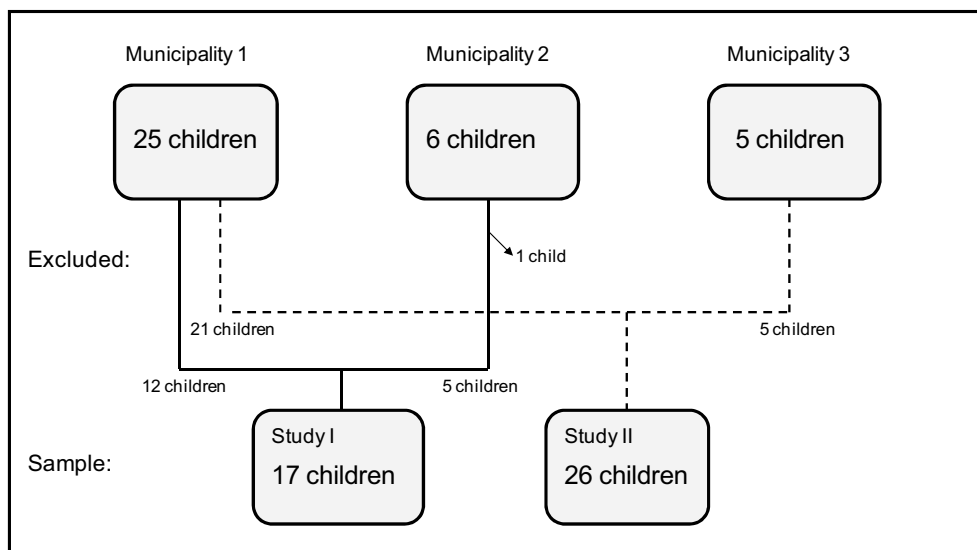 Municipality 1
Municipality 2
Municipality 3
25 children
6 children
5 children
Excluded:
1 child
21 children
5 children
12 children
5 children
Sample:
Study I
17 children
Study II
26 children